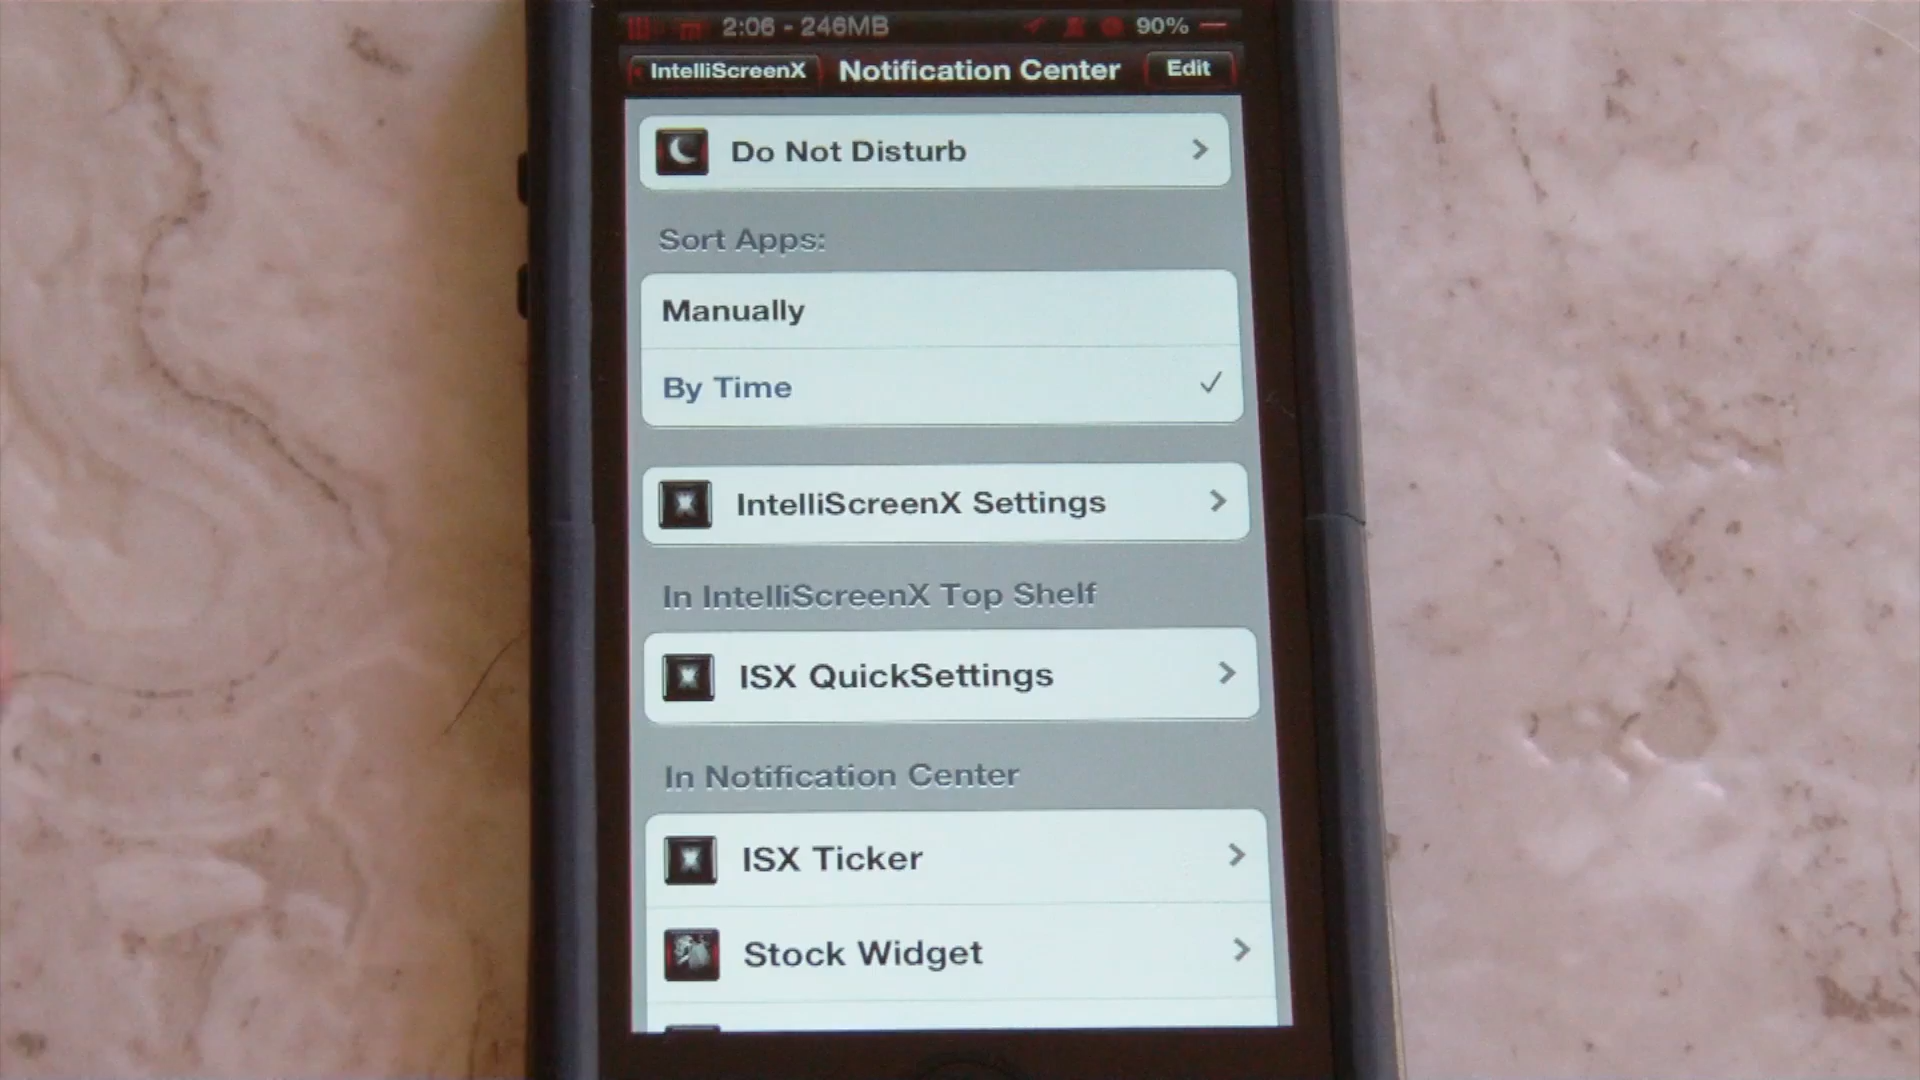 2:06 - 246MB 90%
IntelliScreenX Notification Center Edit
Do Not Disturb
Sort Apps:
Manually
By Time
IntelliScreenX Settings
In IntelliScreenX Top Shelf
ISX QuickSettings
In Notification Center
ISX Ticker
Stock Widget